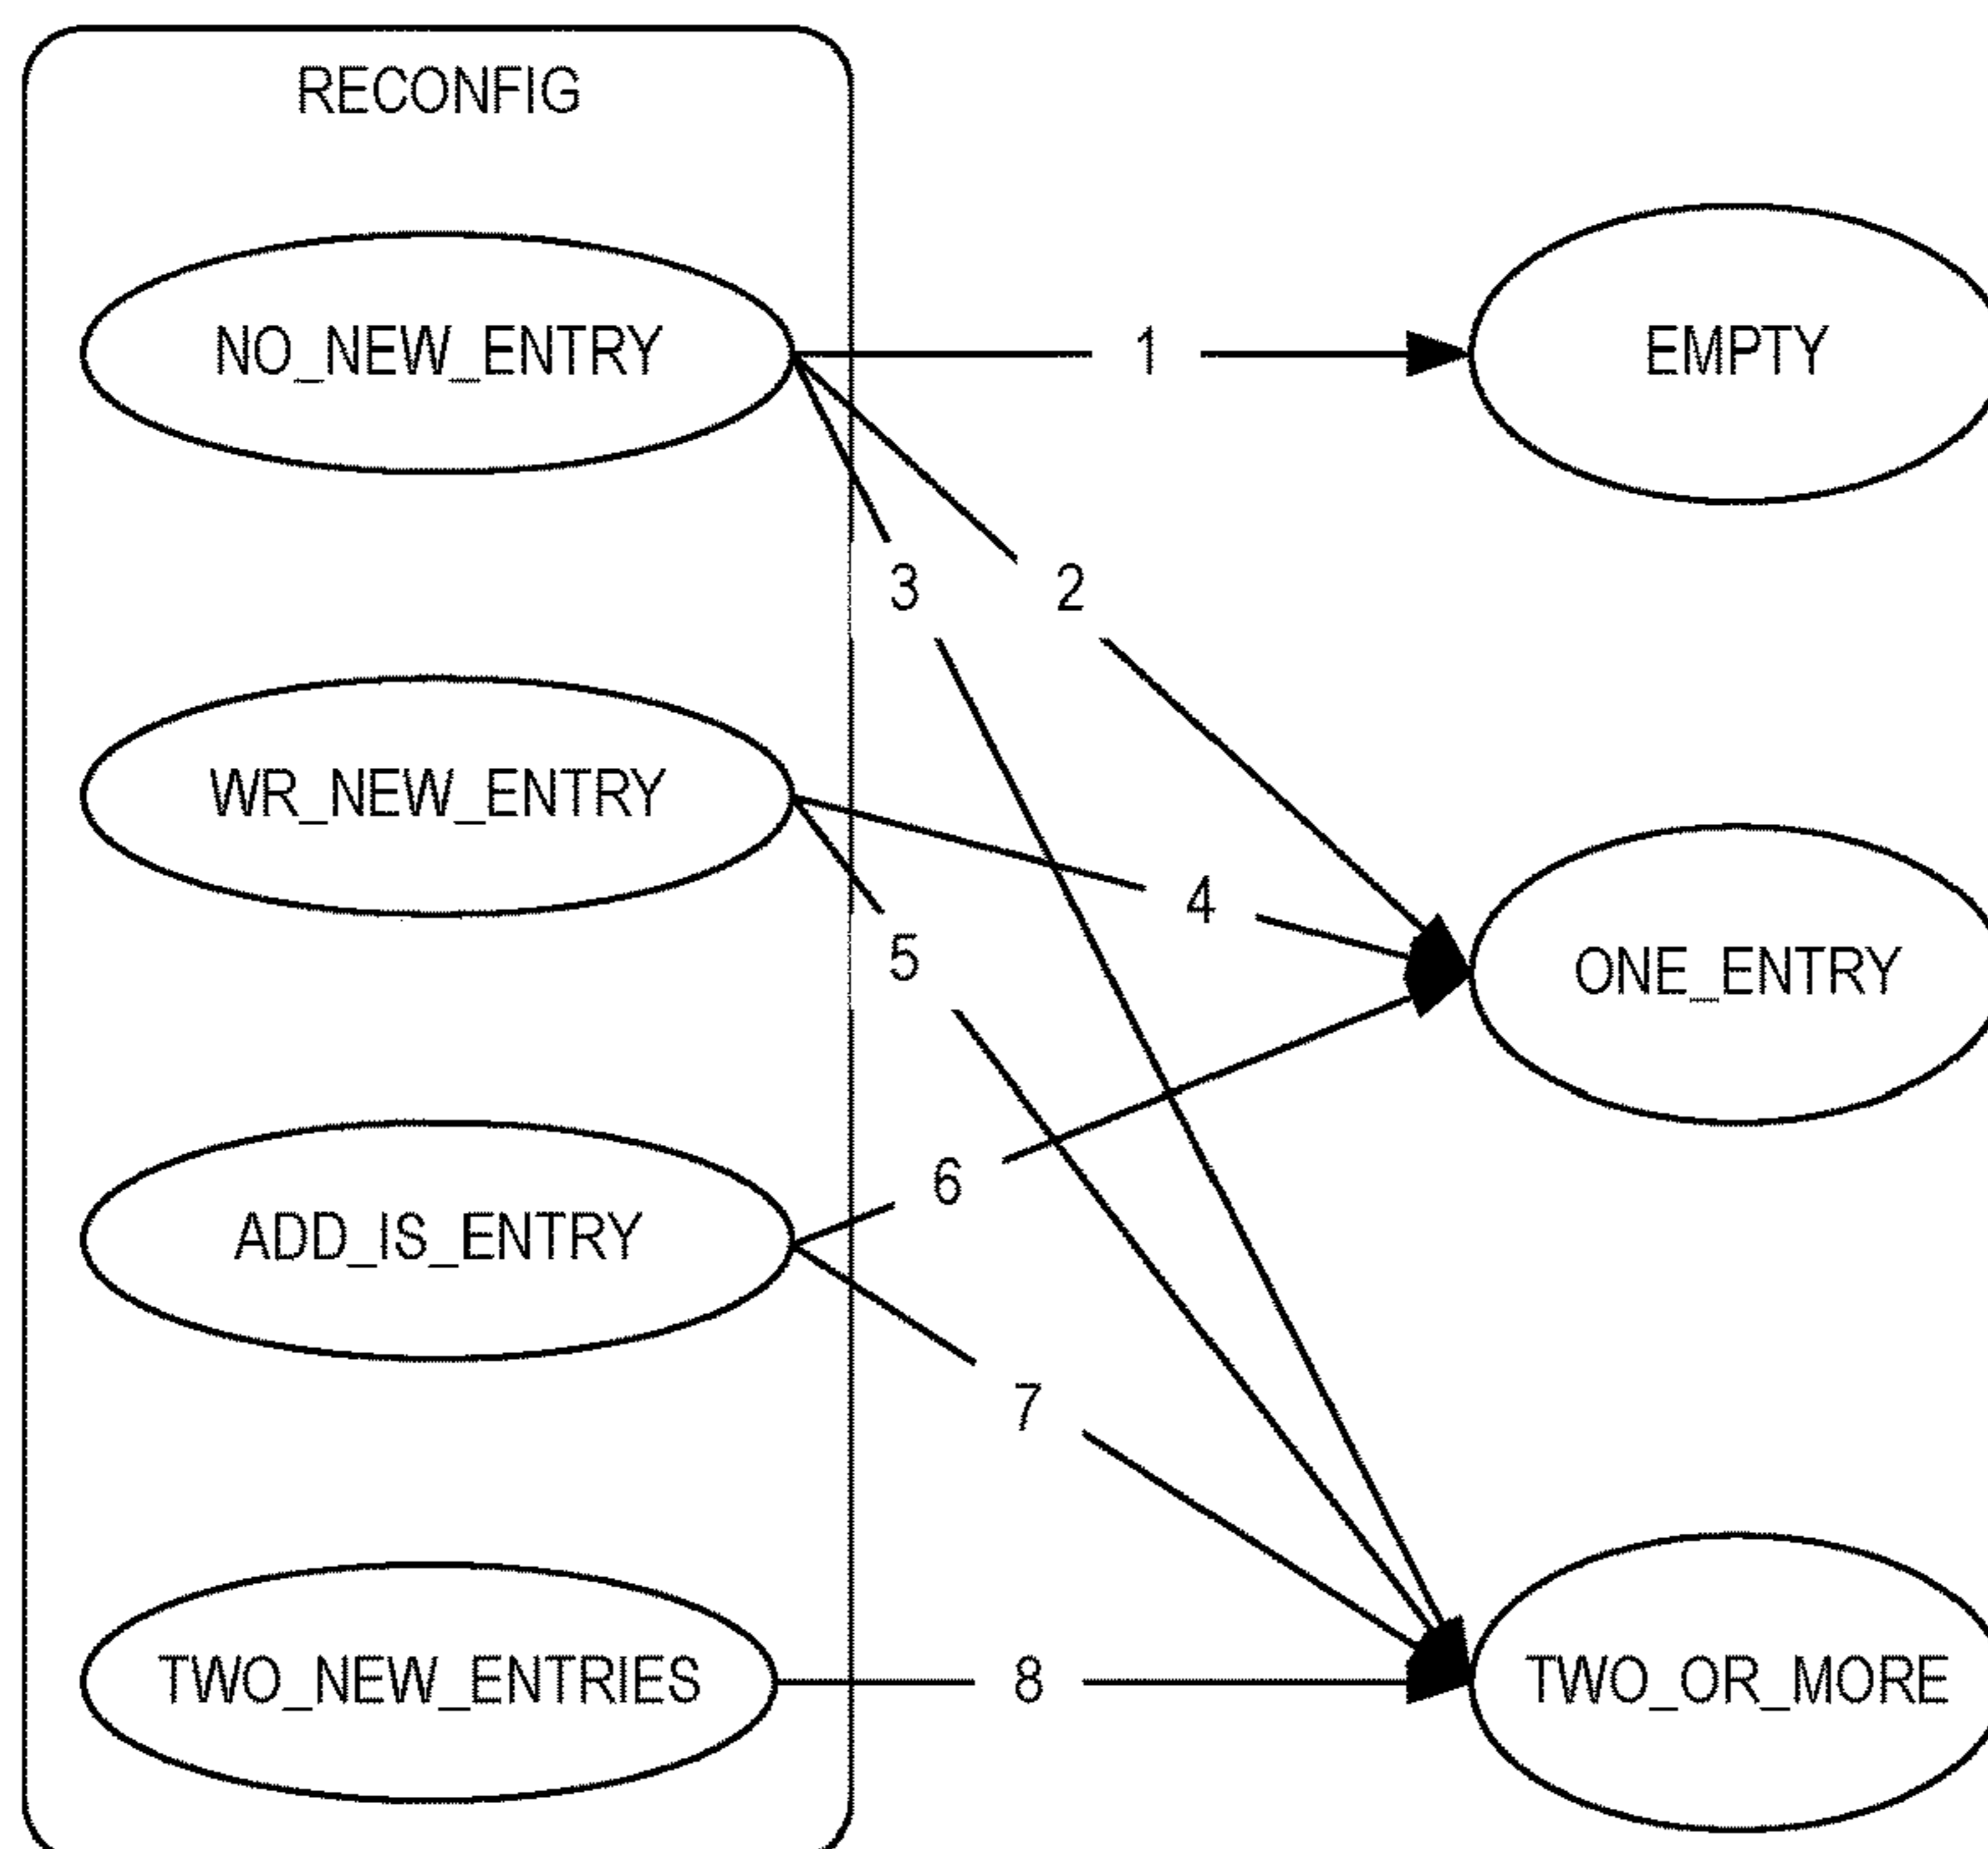 RECONFIG
NO_NEW_ENTRY
1
EMPTY
3
2
WR_NEW_ENTRY
4
5
ONE_ENTRY
6
ADD_IS_ENTRY
7
TWO_NEW_ENTRIES
8
TWO_OR_MORE